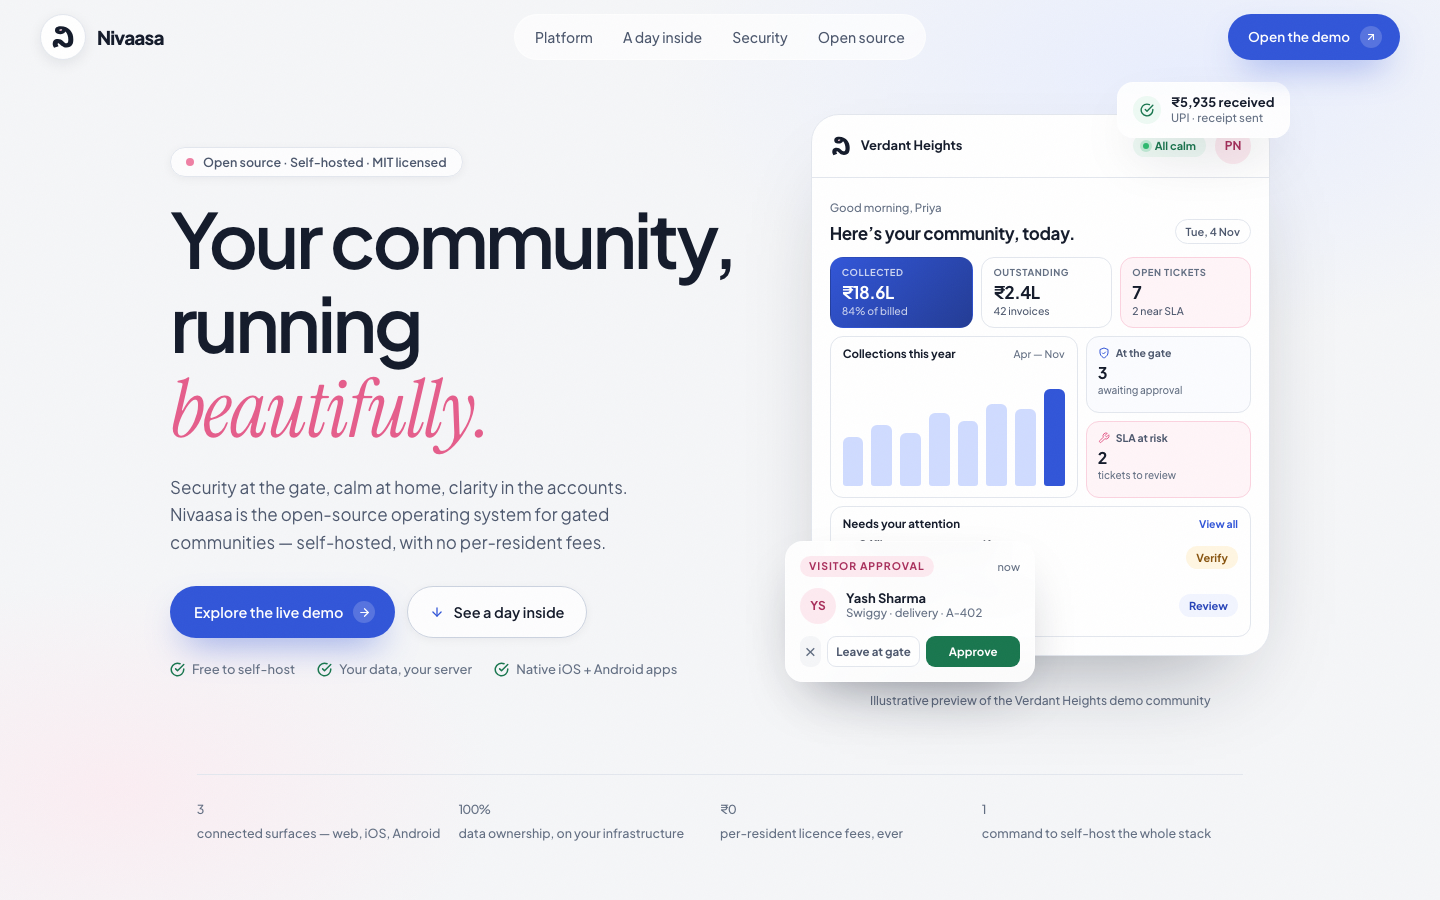 Nivaasa
Platform
A day inside
Security
Open source
Open the demo
Open source · Self-hosted · MIT licensed
Your community,
running
beautifully.
Security at the gate, calm at home, clarity in the accounts.
Nivaasa is the open-source operating system for gated
communities — self-hosted, with no per-resident fees.
Explore the live demo
See a day inside
Free to self-host
Your data, your server
Native iOS + Android apps
₹5,935 received
UPI · receipt sent
Verdant Heights
All calm
PN
Good morning, Priya
Here’s your community, today.
Tue, 4 Nov
COLLECTED
₹18.6L
84% of billed
OUTSTANDING
₹2.4L
42 invoices
OPEN TICKETS
7
2 near SLA
Collections this year
Apr — Nov
At the gate
3
awaiting approval
SLA at risk
2
tickets to review
Needs your attention
View all
Verify
Review
VISITOR APPROVAL
now
YS
Yash Sharma
Swiggy · delivery · A-402
Leave at gate
Approve
Illustrative preview of the Verdant Heights demo community
3
connected surfaces — web, iOS, Android
100%
data ownership, on your infrastructure
₹0
per-resident licence fees, ever
1
command to self-host the whole stack